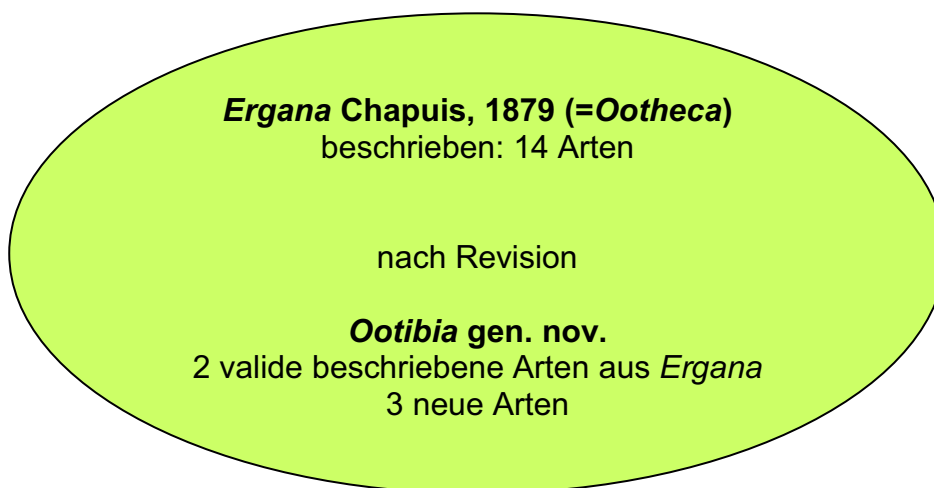 Ergana Chapuis, 1879 (=Ootheca)
beschrieben: 14 Arten
nach Revision
Ootibia gen. nov.
2 valide beschriebene Arten aus Ergana
3 neue Arten